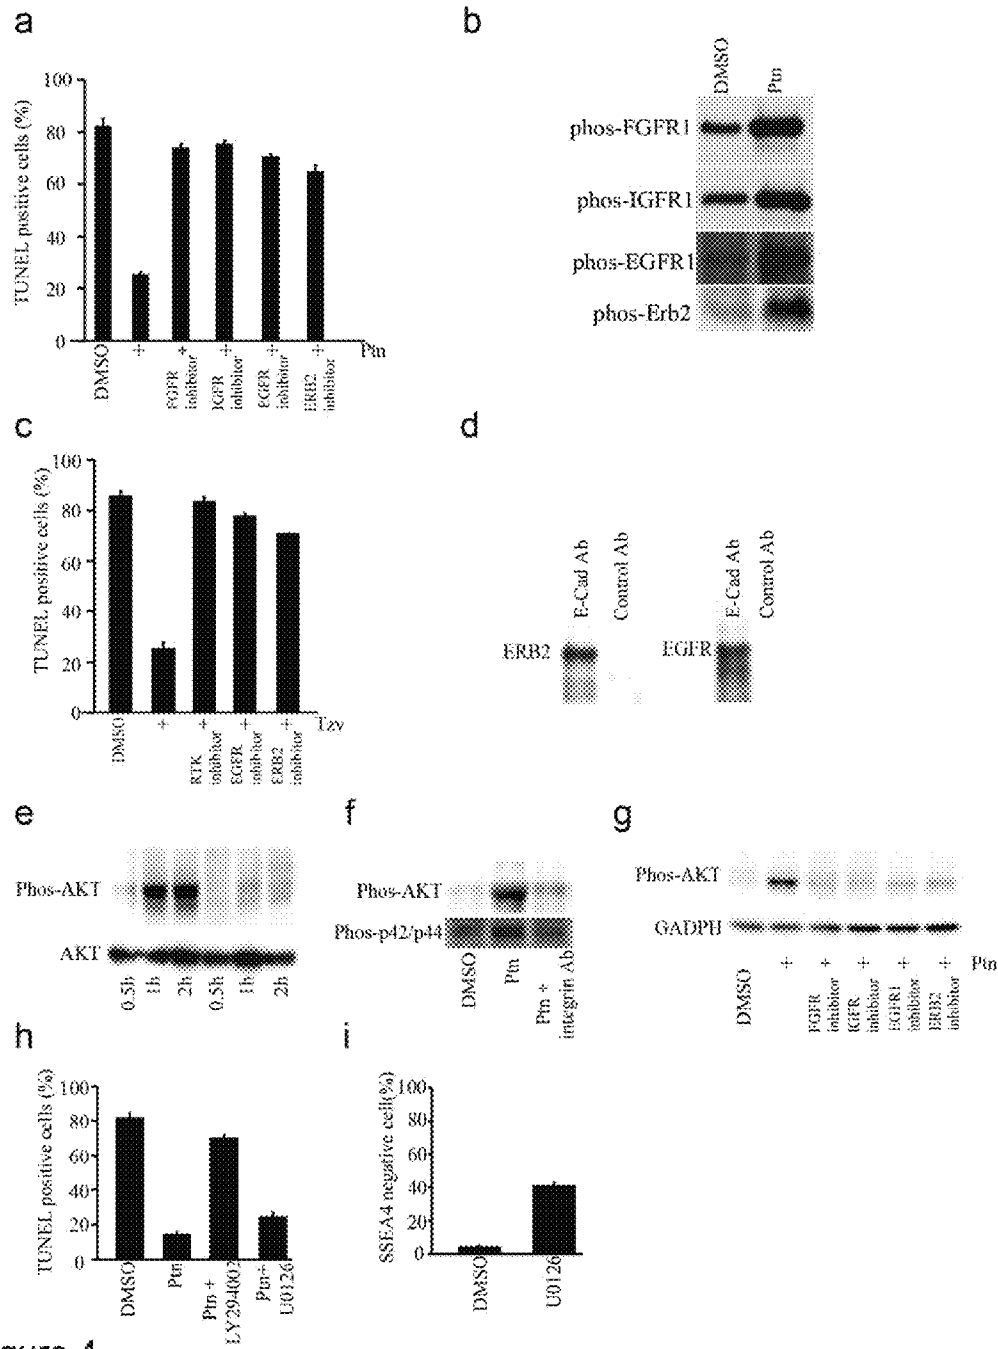 a
TUNEL positive cells (%)
100
80
60
40
20
0
DMSO
+
+
+
+
+
Ptn
FGFR inhibitor
IGFR inhibitor
EGFR inhibitor
ERB2 inhibitor
b
DMSO
Ptn
phos-FGFR1
phos-IGFR1
phos-EGFR1
phos-Erb2
c
TUNEL positive cells (%)
100
80
60
40
20
0
DMSO
+
+
+
+
Tzv
RTK inhibitor
EGFR inhibitor
ERB2 inhibitor
d
E-Cad Ab
Control Ab
E-Cad Ab
Control Ab
ERB2
EGFR
e
Phos-AKT
AKT
0.5h
1h
2h
0.5h
1h
2h
f
Phos-AKT
Phos-p42/p44
DMSO
Ptn
Ptn +
integrin Ab
g
Phos-AKT
GADPH
DMSO
+
+
+
+
+
Ptn
FGFR inhibitor
IGFR inhibitor
EGFR1 inhibitor
ERB2 inhibitor
h
TUNEL positive cells (%)
100
80
60
40
20
0
DMSO
Ptn
Ptn +
LY294002
Ptn+
U0126
i
SSEA4 negative cell(%)
100
80
60
40
20
0
DMSO
U0126